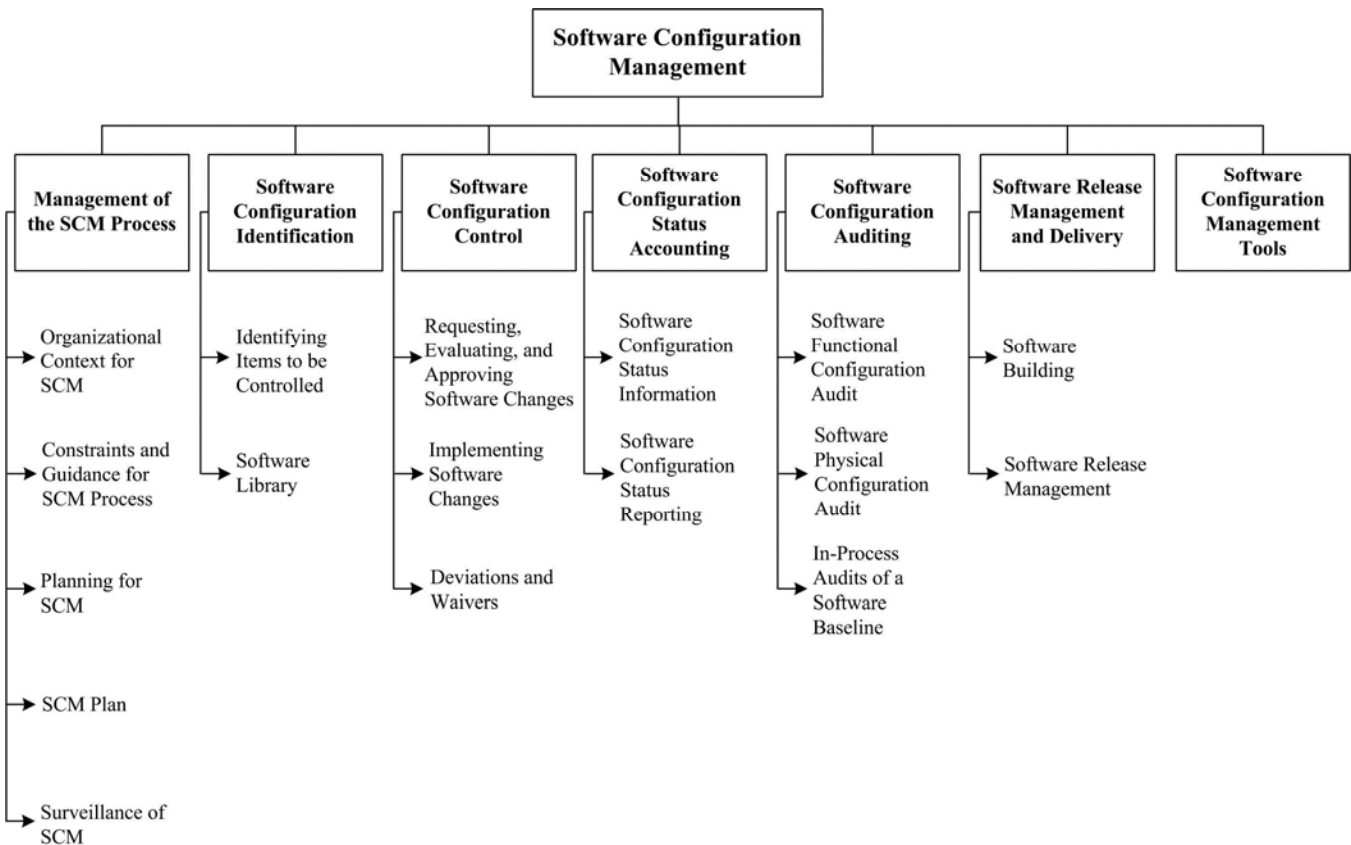 Software Configuration
Management
Management of
the SCM Process
Software
Configuration
Identification
Software
Configuration
Control
Software
Configuration
Status
Accounting
Software
Configuration
Auditing
Software Release
Management
and Delivery
Software
Configuration
Management
Tools
Organizational
Context for
SCM
Constraints and
Guidance for
SCM Process
Planning for
SCM
SCM Plan
Surveillance of
SCM
Identifying
Items to be
Controlled
Software
Library
Requesting,
Evaluating, and
Approving
Software Changes
Implementing
Software
Changes
Deviations and
Waivers
Software
Configuration
Status
Information
Software
Configuration
Status
Reporting
Software
Functional
Configuration
Audit
Software
Physical
Configuration
Audit
In-Process
Audits of a
Software
Baseline
Software
Building
Software Release
Management